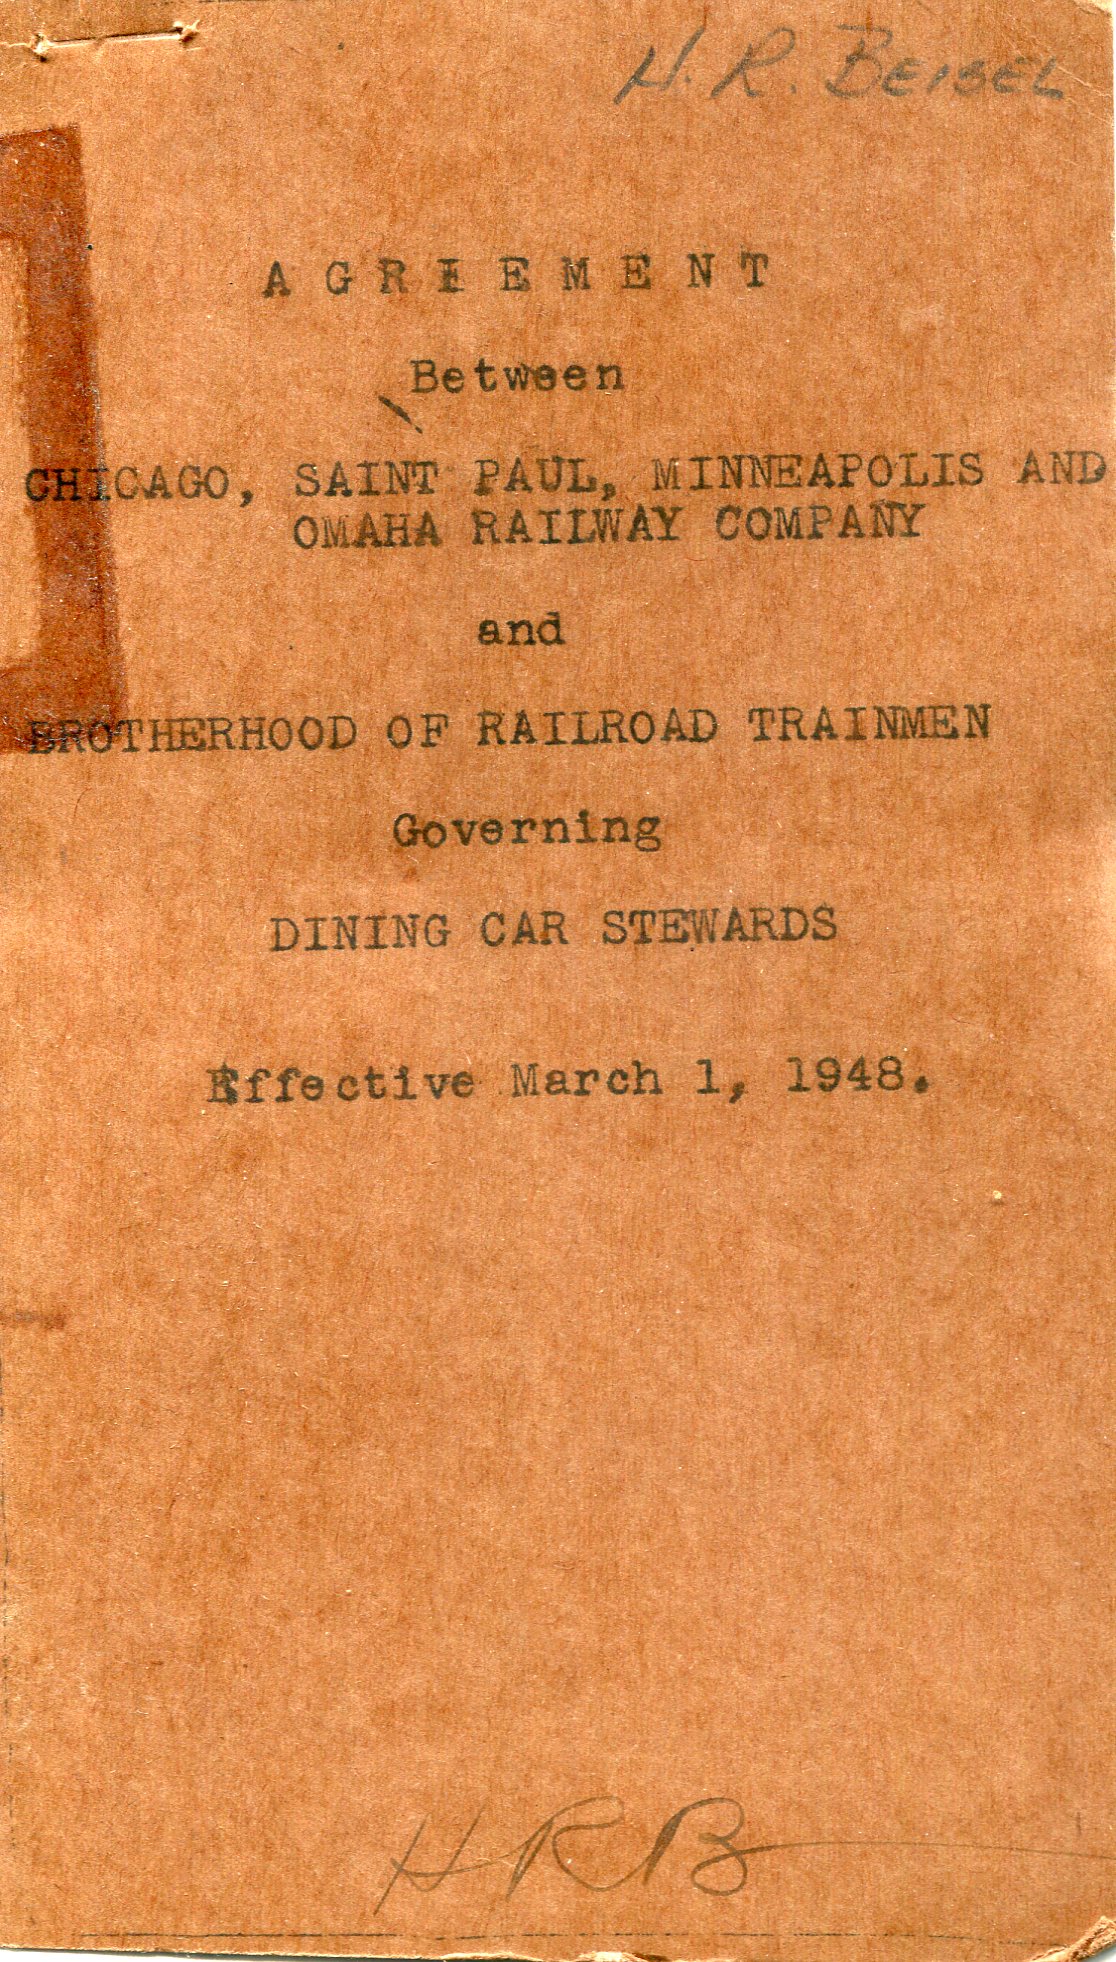 H. R. BEISEL
A G R E E M E N T
Between
CHICAGO, SAINT PAUL, MINNEAPOLIS AND
OMAHA RAILWAY COMPANY
and
BROTHERHOOD OF RAILROAD TRAINMEN
Governing
DINING CAR STEWARDS
Effective March 1, 1948.
HRB